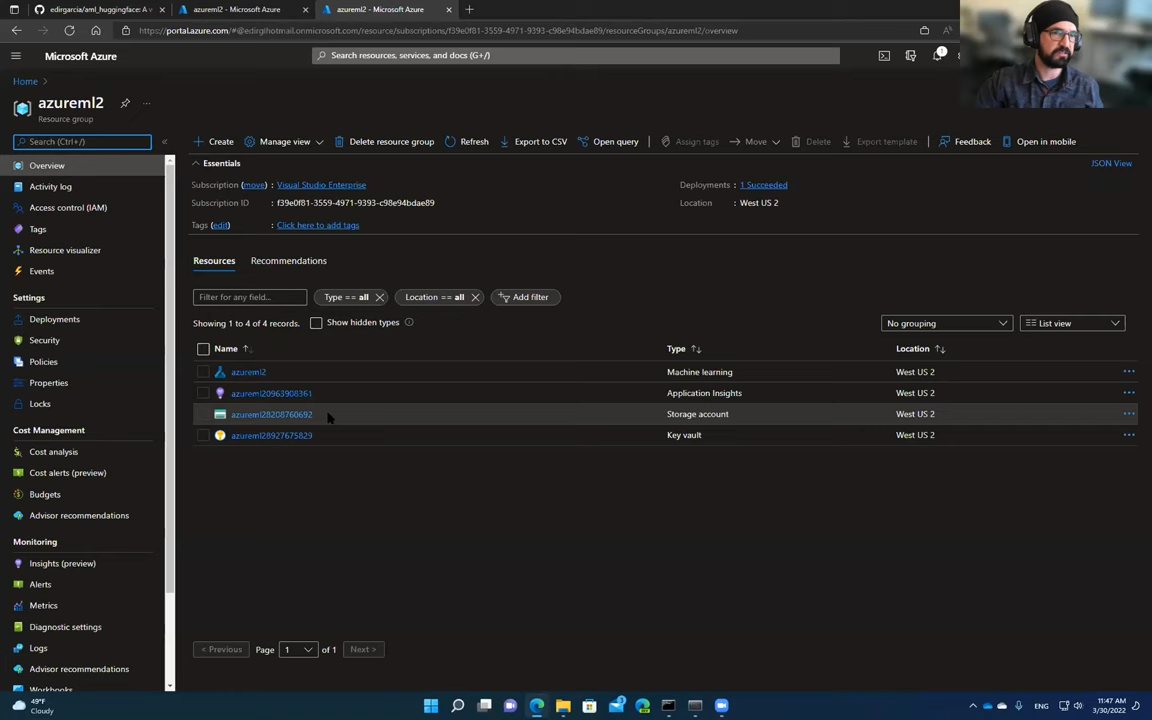 edirgarcia/aml_huggingface: A v
azureml2 - Microsoft Azure
azureml2 - Microsoft Azure
https://portal.azure.com/#@edirglhotmail.onmicrosoft.com/resource/subscriptions/f39e0f81-3559-4971-9393-c98e94bdae89/resourceGroups/azureml2/overview
Microsoft Azure
Search resources, services, and docs (G+/)
1
Home
azureml2
Resource group
Search (Ctrl+/)
Create
Manage view
Delete resource group
Refresh
Export to CSV
Open query
Assign tags
Move
Delete
Export template
Feedback
Open in mobile
Overview
Activity log
Access control (IAM)
Tags
Resource visualizer
Events
Settings
Deployments
Security
Policies
Properties
Locks
Cost Management
Cost analysis
Cost alerts (preview)
Budgets
Advisor recommendations
Monitoring
Insights (preview)
Alerts
Metrics
Diagnostic settings
Logs
Advisor recommendations
Workbooks
Essentials
JSON View
Subscription (move) : Visual Studio Enterprise
Deployments : 1 Succeeded
Subscription ID : f39e0f81-3559-4971-9393-c98e94bdae89
Location : West US 2
Tags (edit) : Click here to add tags
Resources Recommendations
Filter for any field...
Type == all
Location == all
Add filter
Showing 1 to 4 of 4 records.
Show hidden types
No grouping
List view
Name Type Location
azureml2 Machine learning West US 2
azureml20963908361 Application Insights West US 2
azureml28208760692 Storage account West US 2
azureml28927675829 Key vault West US 2
< Previous Page 1 of 1 Next >
49°F
Cloudy
3
ENG
11:47 AM
3/30/2022